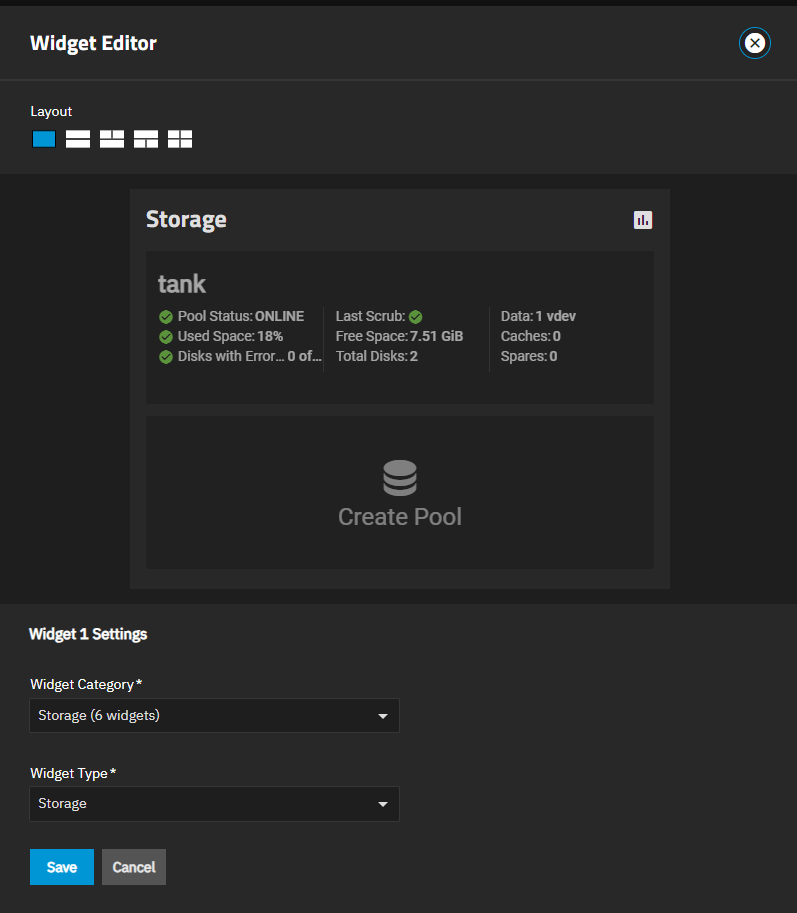 Widget Editor
Layout
Storage
tank
Pool Status: ONLINE
Used Space: 18%
Disks with Error... 0 of...
Last Scrub:
Free Space: 7.51 GiB
Total Disks: 2
Data: 1 vdev
Caches: 0
Spares: 0
Create Pool
Widget 1 Settings
Widget Category*
Storage (6 widgets)
Widget Type*
Storage
Save Cancel